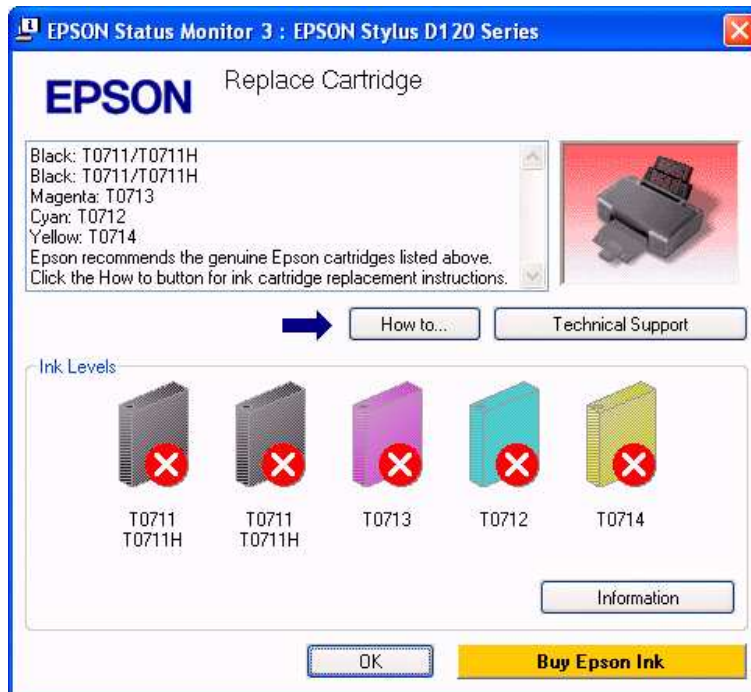 EPSON Status Monitor 3 : EPSON Stylus D120 Series
EPSON
Replace Cartridge
Black: T0711/T0711H
Black: T0711/T0711H
Magenta: T0713
Cyan: T0712
Yellow: T0714
Epson recommends the genuine Epson cartridges listed above.
Click the How to button for ink cartridge replacement instructions.
How to...
Technical Support
Ink Levels
T0711 T0711 T0713 T0712 T0714
T0711H T0711H
Information
OK
Buy Epson Ink